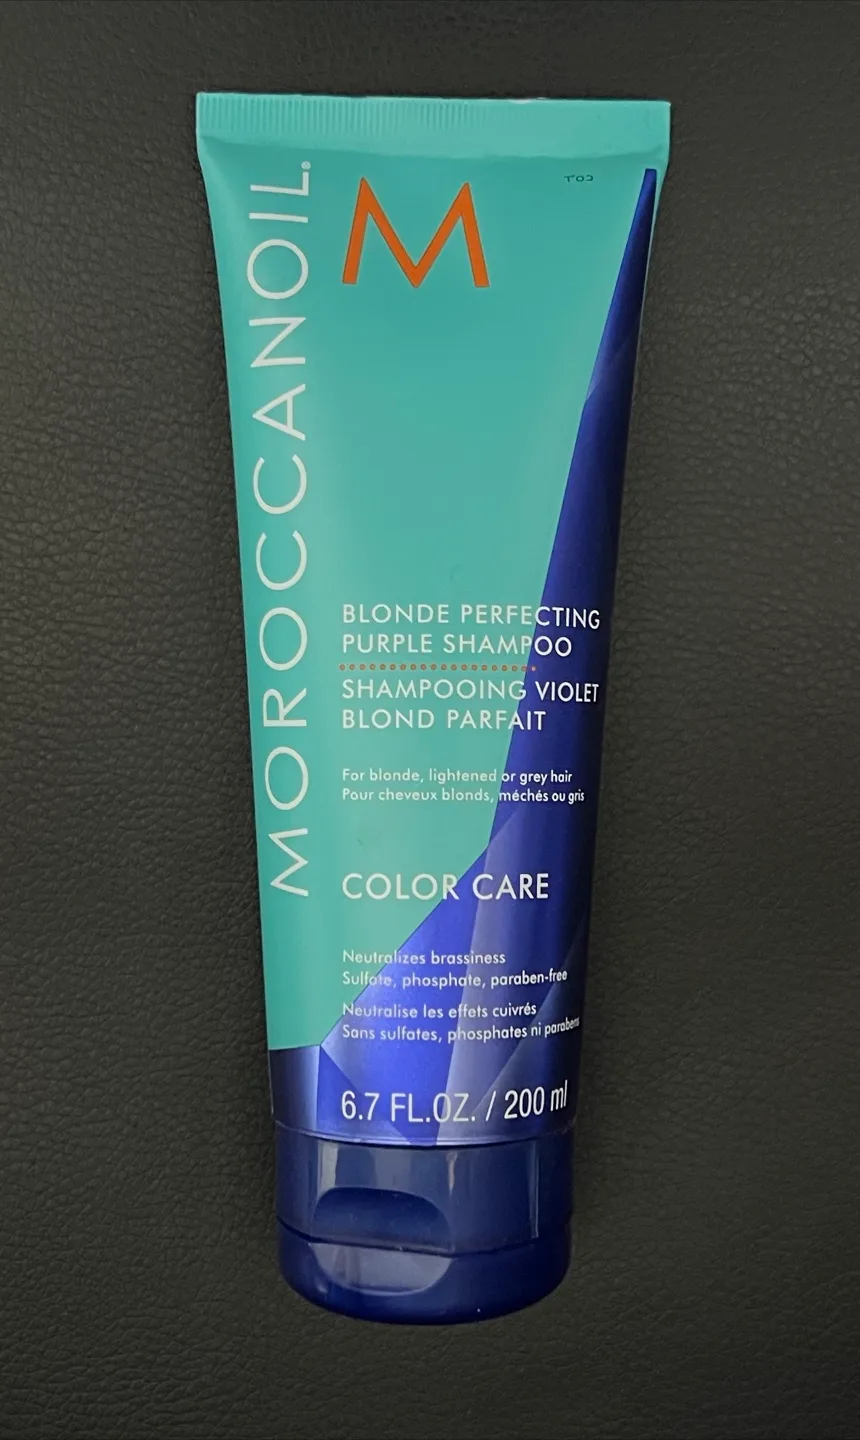 MOROCCANOIL.
M
BLONDE PERFECTING
PURPLE SHAMPOO
SHAMPOOING VIOLET
BLOND PARFAIT
For blonde, lightened or grey hair
Pour cheveux blonds, méchés ou gris
COLOR CARE
Neutralizes brassiness
Sulfate, phosphate, paraben-free
Neutralise les effets cuivrés
Sans sulfates, phosphates ni parabens
6.7 FL.OZ. / 200 ml